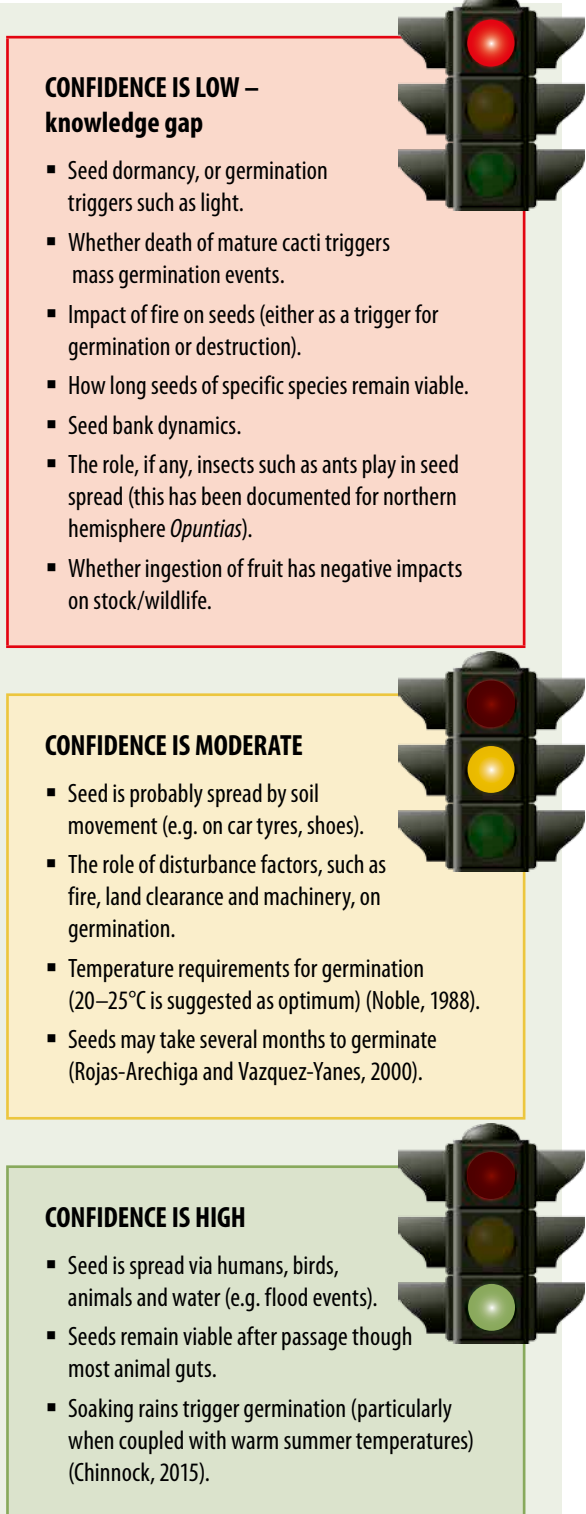 CONFIDENCE IS LOW –
knowledge gap
▪ Seed dormancy, or germination
triggers such as light.
▪ Whether death of mature cacti triggers
mass germination events.
▪ Impact of fire on seeds (either as a trigger for
germination or destruction).
▪ How long seeds of specific species remain viable.
▪ Seed bank dynamics.
▪ The role, if any, insects such as ants play in seed
spread (this has been documented for northern
hemisphere Opuntias).
▪ Whether ingestion of fruit has negative impacts
on stock/wildlife.
CONFIDENCE IS MODERATE
▪ Seed is probably spread by soil
movement (e.g. on car tyres, shoes).
▪ The role of disturbance factors, such as
fire, land clearance and machinery, on
germination.
▪ Temperature requirements for germination
(20–25°C is suggested as optimum) (Noble, 1988).
▪ Seeds may take several months to germinate
(Rojas-Arechiga and Vazquez-Yanes, 2000).
CONFIDENCE IS HIGH
▪ Seed is spread via humans, birds,
animals and water (e.g. flood events).
▪ Seeds remain viable after passage though
most animal guts.
▪ Soaking rains trigger germination (particularly
when coupled with warm summer temperatures)
(Chinnock, 2015).